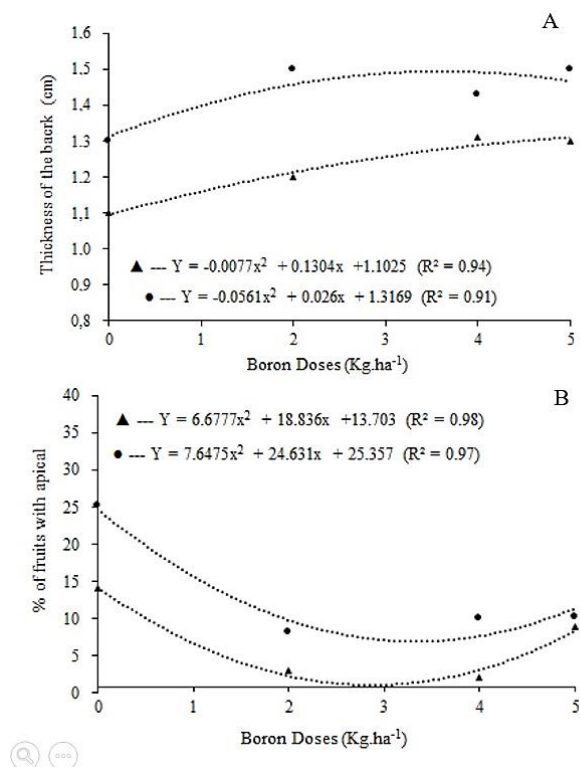 A
Thickness of the baerk (cm)
1,6
1.5
1.4
1.3
1.2
1,1
1.0
0.9
0,8
▲ --- Y = -0.0077x² + 0.1304x +1.1025 (R² = 0.94)
● --- Y = -0.0561x² + 0.026x + 1.3169 (R² = 0.91)
0 1 2 3 4 5
Boron Doses (Kg.ha⁻¹)
B
% of fruits with apical
40
35
30
25
20
15
10
5
0
▲ --- Y = 6.6777x² + 18.836x +13.703 (R² = 0.98)
● --- Y = 7.6475x² + 24.631x + 25.357 (R² = 0.97)
0 1 2 3 4 5
Boron Doses (Kg.ha⁻¹)